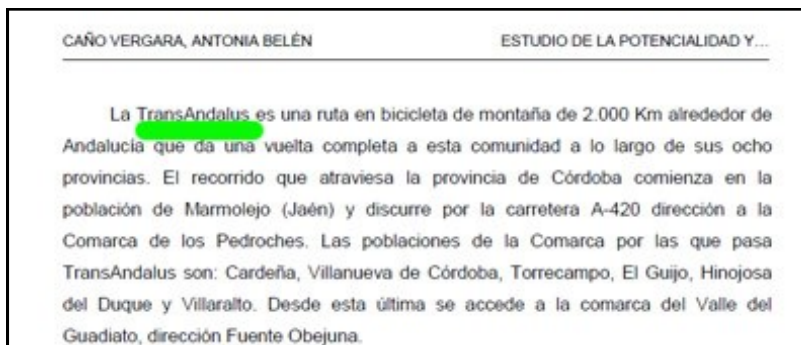 CAÑO VERGARA, ANTONIA BELÉN ESTUDIO DE LA POTENCIALIDAD Y...
La TransAndalus es una ruta en bicicleta de montaña de 2.000 Km alrededor de
Andalucía que da una vuelta completa a esta comunidad a lo largo de sus ocho
provincias. El recorrido que atraviesa la provincia de Córdoba comienza en la
población de Marmolejo (Jaén) y discurre por la carretera A-420 dirección a la
Comarca de los Pedroches. Las poblaciones de la Comarca por las que pasa
TransAndalus son: Cardeña, Villanueva de Córdoba, Torrecampo, El Guijo, Hinojosa
del Duque y Villaralto. Desde esta última se accede a la comarca del Valle del
Guadiato, dirección Fuente Obejuna.